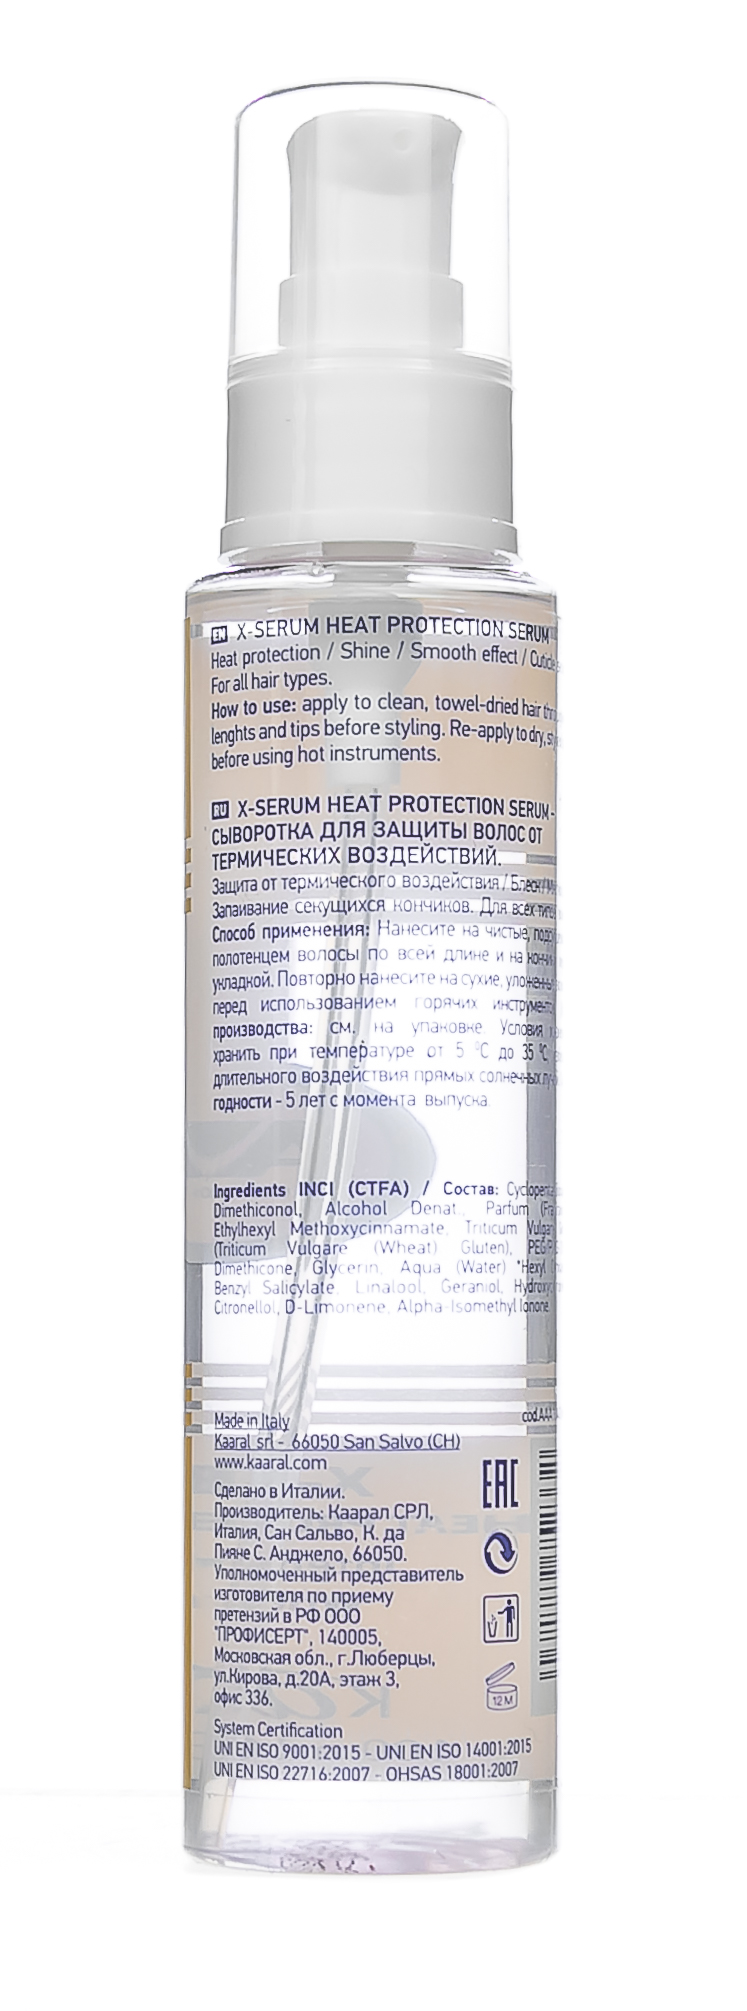 EN X-SERUM HEAT PROTECTION SERUM
Heat protection / Shine / Smooth effect /
For all hair types.
How to use: apply to clean, towel-dried hair
lenghts and tips before styling. Re-apply to dry,
before using hot instruments.
RU X-SERUM HEAT PROTECTION SERUM -
СЫВОРОТКА ДЛЯ ЗАЩИТЫ ВОЛОС ОТ
ТЕРМИЧЕСКИХ ВОЗДЕЙСТВИЙ.
Защита от термического воздействия / Блеск /
Запаивание секущихся кончиков. Для всех
Способ применения: Нанесите на чистые,
полотенцем волосы по всей длине и на
укладкой. Повторно нанесите на сухие,
перед использованием горячих
производства: см. на упаковке. Условия
хранить при температуре от 5 °C до 35 °C,
длительного воздействия прямых солнечных
годности - 5 лет с момента выпуска.
Ingredients INCI (CTFA) / Состав:
Dimethiconol, Alcohol Denat., Parfum
Ethylhexyl Methoxycinnamate, Triticum
(Triticum Vulgare (Wheat) Gluten),
Dimethicone, Glycerin, Aqua (Water) *Hexyl
Benzyl Salicylate, Linalool, Geraniol,
Citronellol, D-Limonene, Alpha-Isomethyl Ionone.
Made in Italy
Kaaral srl - 66050 San Salvo (CH)
www.kaaral.com
cod.AAA
EAC
Сделано в Италии.
Производитель: Каарал СРЛ,
Италия, Сан Сальво, К. да
Пияне С. Анджело, 66050.
Уполномоченный представитель
изготовителя по приему
претензий в РФ ООО
"ПРОФИСЕРТ", 140005,
Московская обл., г.Люберцы,
ул.Кирова, д.20А, этаж 3,
офис 336.
12 M
System Certification
UNI EN ISO 9001:2015 - UNI EN ISO 14001:2015
UNI EN ISO 22716:2007 - OHSAS 18001:2007